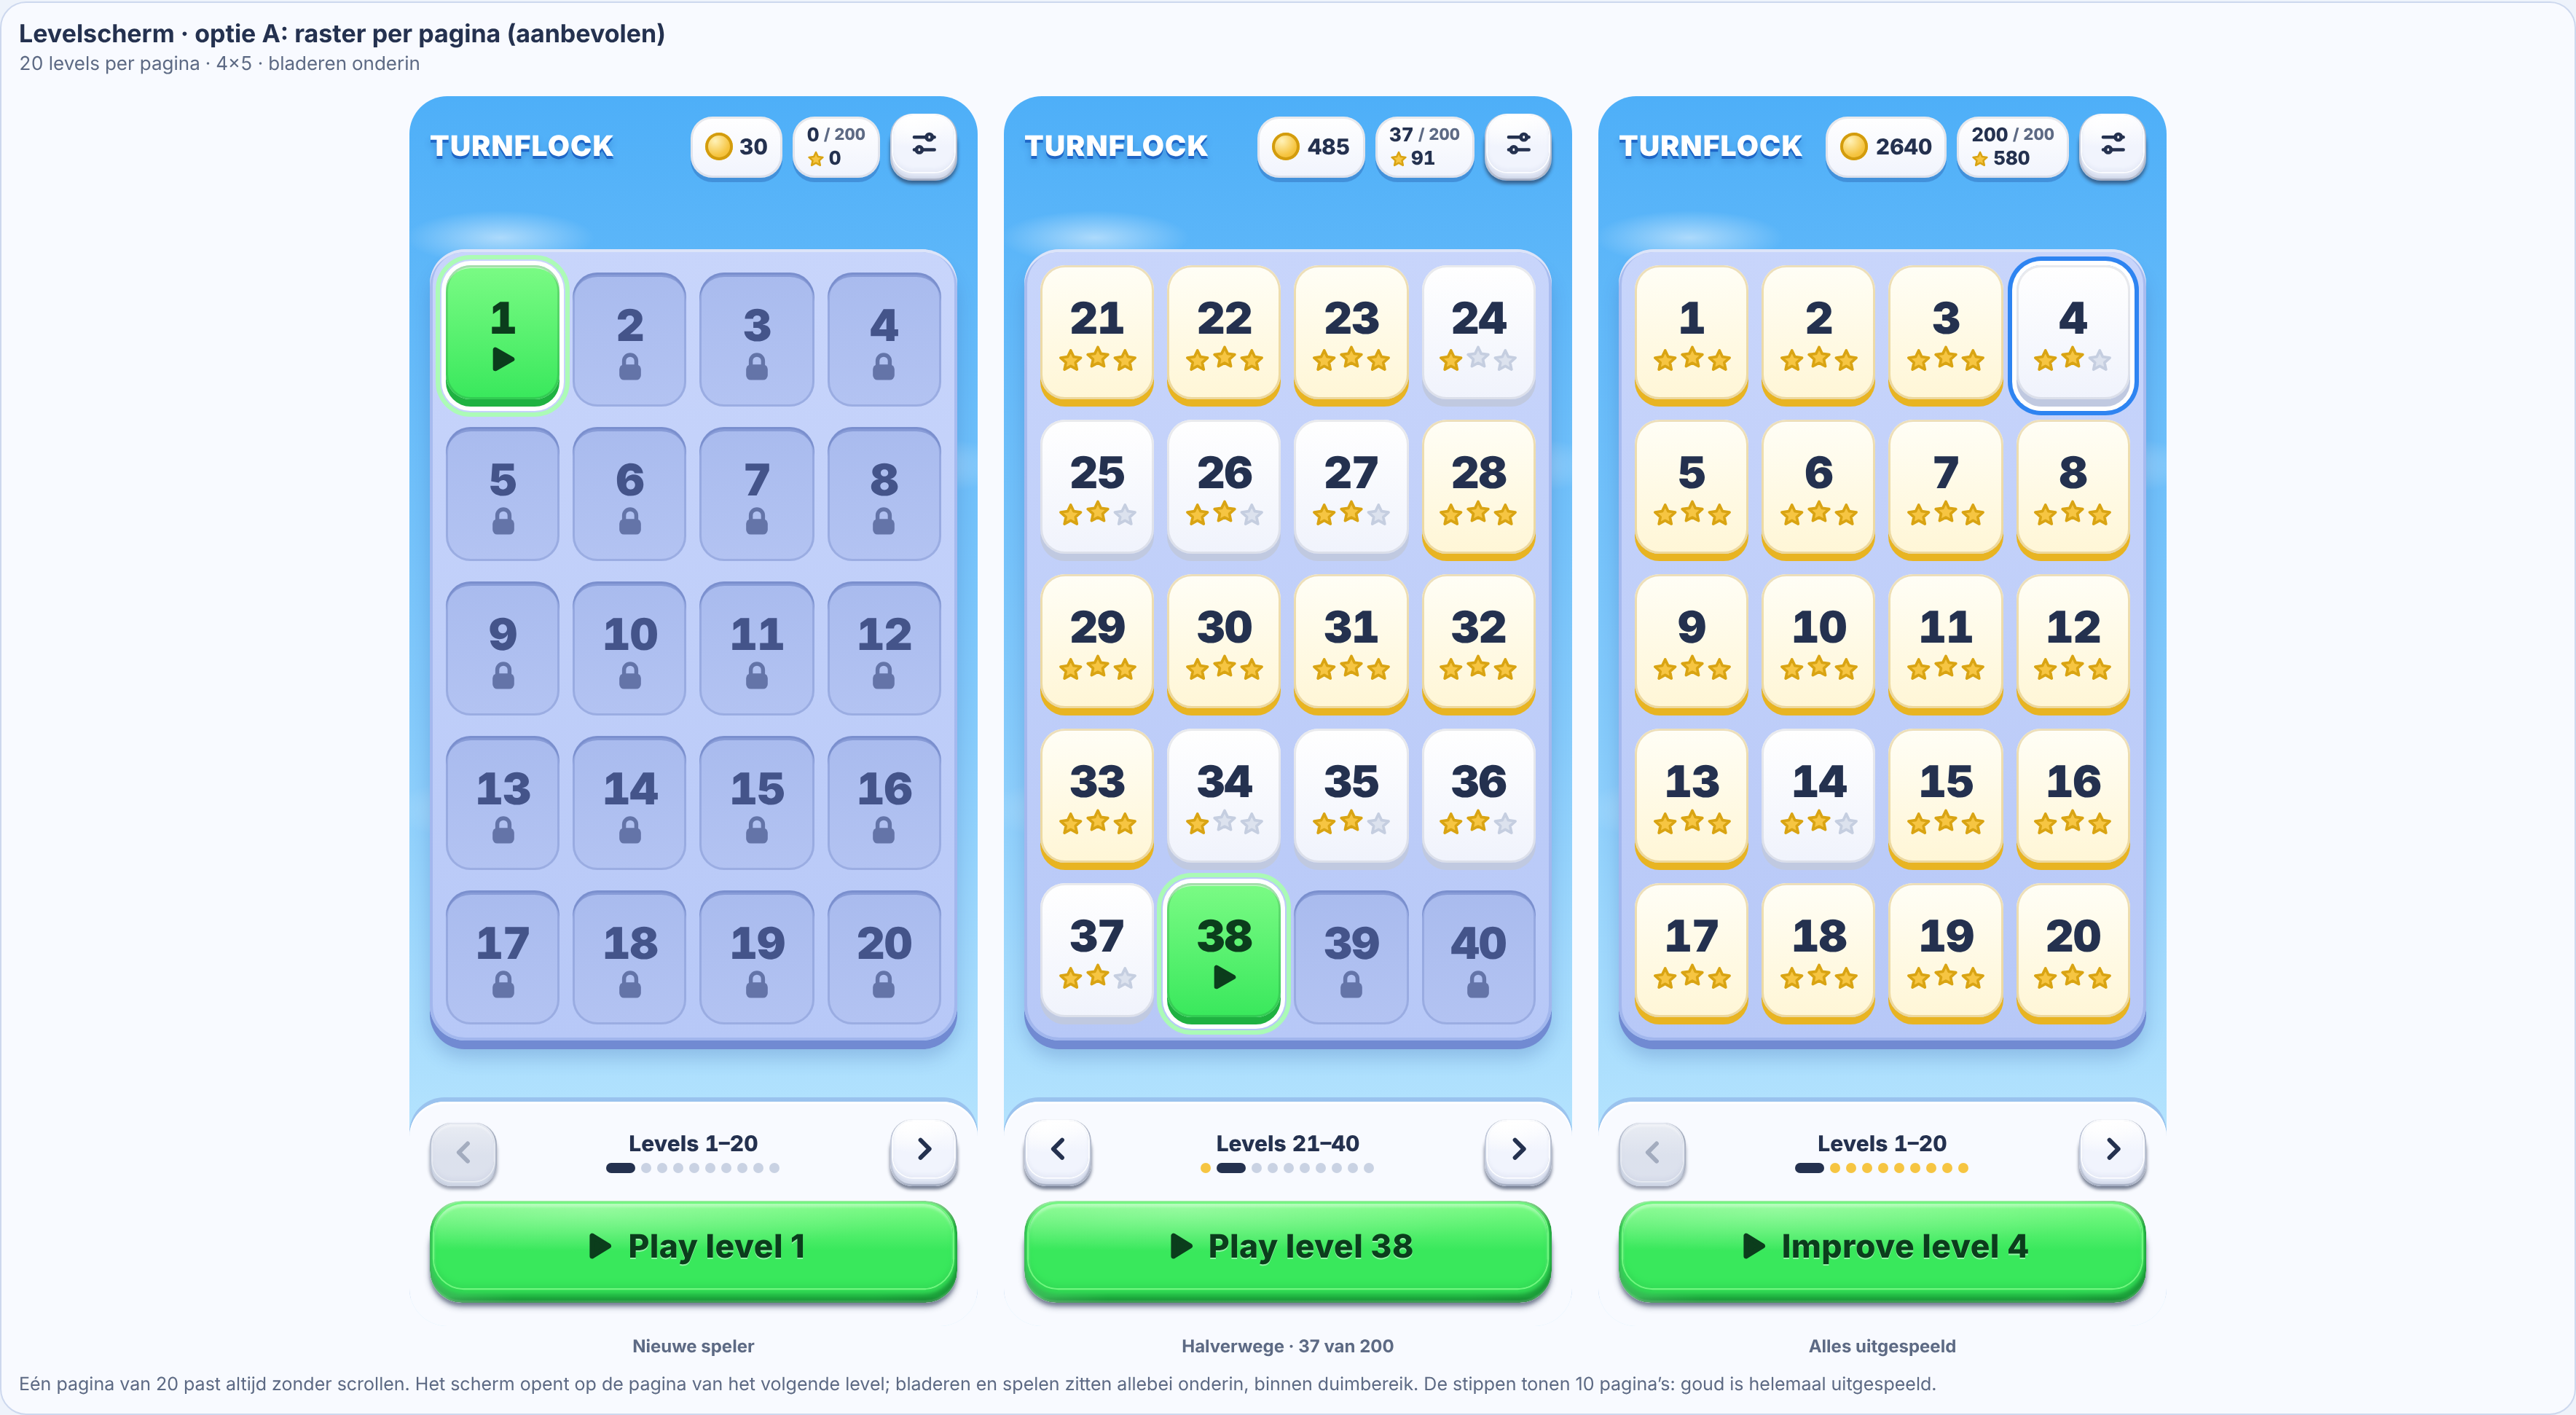 Levelscherm · optie A: raster per pagina (aanbevolen)
20 levels per pagina · 4×5 · bladeren onderin
TURNFLOCK 30 0 / 200
0
1 2 3 4
5 6 7 8
9 10 11 12
13 14 15 16
17 18 19 20
Levels 1–20
Play level 1
Nieuwe speler
TURNFLOCK 485 37 / 200
91
21 22 23 24
25 26 27 28
29 30 31 32
33 34 35 36
37 38 39 40
Levels 21–40
Play level 38
Halverwege · 37 van 200
TURNFLOCK 2640 200 / 200
580
1 2 3 4
5 6 7 8
9 10 11 12
13 14 15 16
17 18 19 20
Levels 1–20
Improve level 4
Alles uitgespeeld
Eén pagina van 20 past altijd zonder scrollen. Het scherm opent op de pagina van het volgende level; bladeren en spelen zitten allebei onderin, binnen duimbereik. De stippen tonen 10 pagina’s: goud is helemaal uitgespeeld.